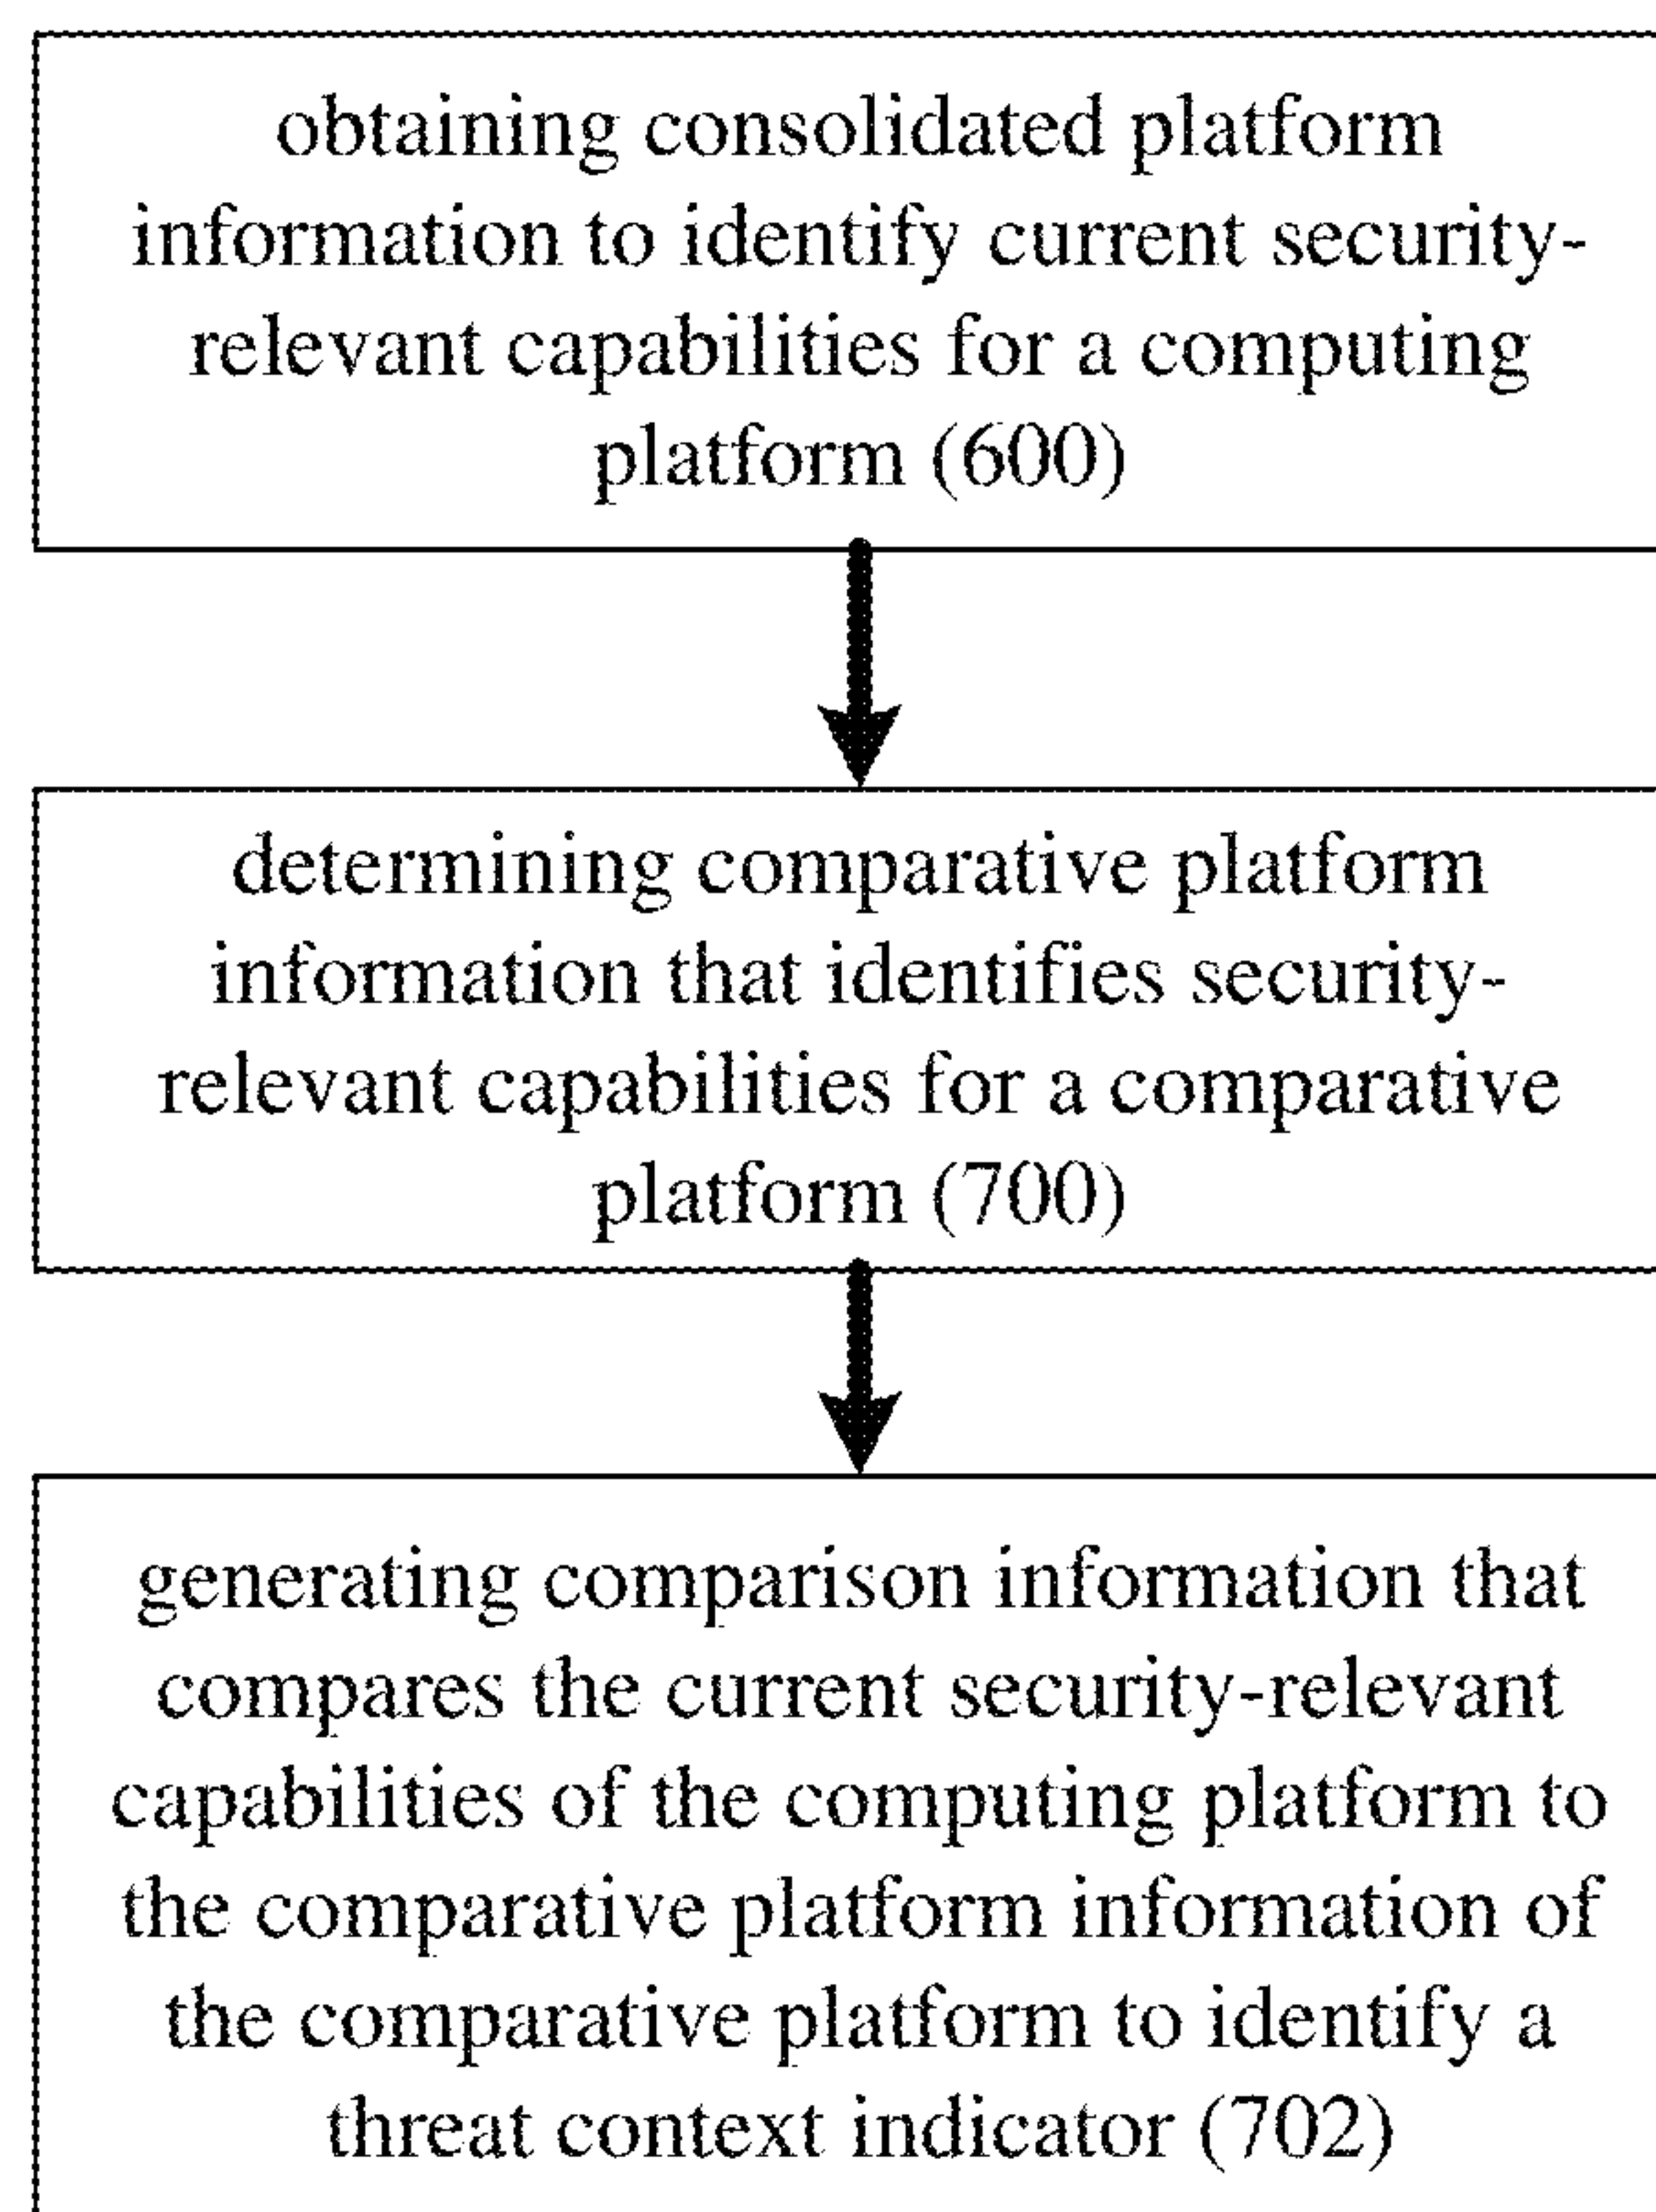 obtaining consolidated platform
information to identify current security-
relevant capabilities for a computing
platform (600)
determining comparative platform
information that identifies security-
relevant capabilities for a comparative
platform (700)
generating comparison information that
compares the current security-relevant
capabilities of the computing platform to
the comparative platform information of
the comparative platform to identify a
threat context indicator (702)